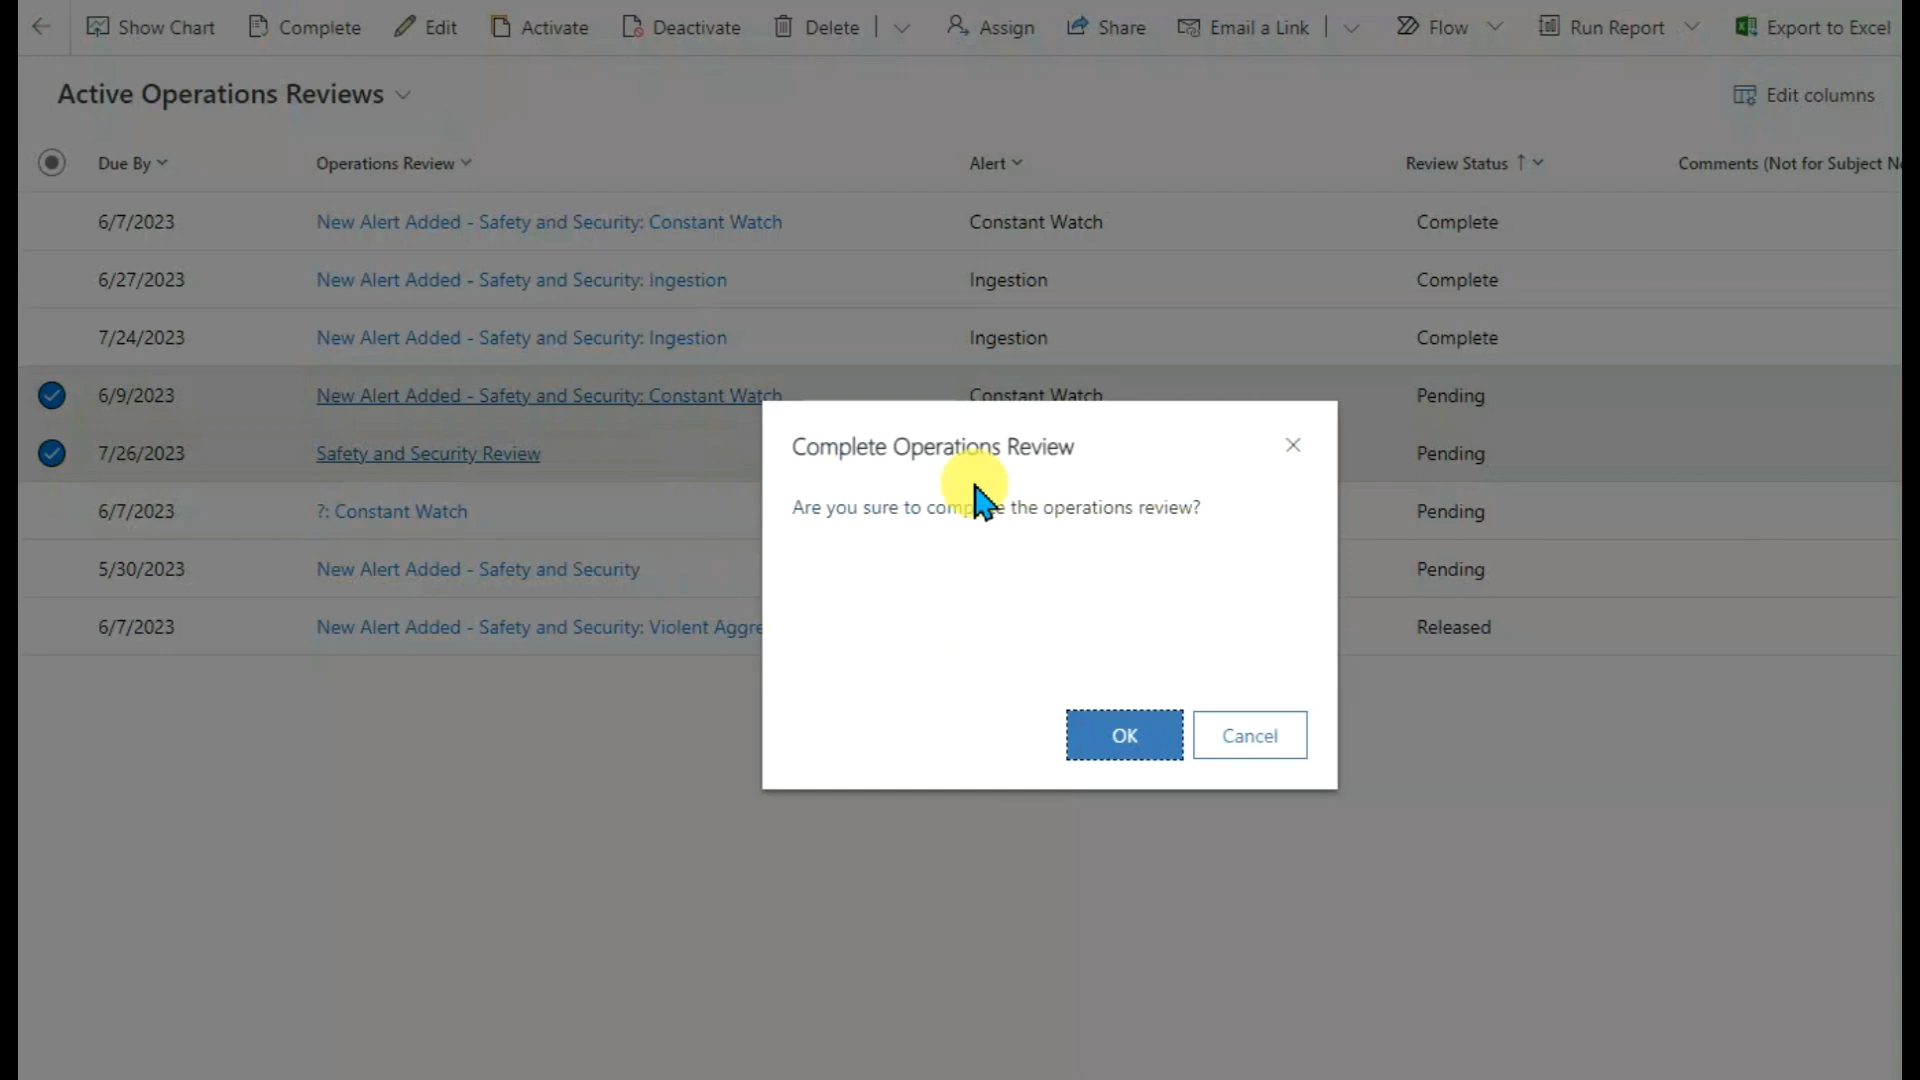 Show Chart Complete Edit Activate Deactivate Delete Assign Share Email a Link Flow Run Report Export to Excel
Active Operations Reviews Edit columns
Due By Operations Review Alert Review Status Comments (Not for Subject
6/7/2023 New Alert Added - Safety and Security: Constant Watch Constant Watch Complete
6/27/2023 New Alert Added - Safety and Security: Ingestion Ingestion Complete
7/24/2023 New Alert Added - Safety and Security: Ingestion Ingestion Complete
6/9/2023 New Alert Added - Safety and Security: Constant Watch Constant Watch Pending
7/26/2023 Safety and Security Review Pending
6/7/2023 ?: Constant Watch Pending
5/30/2023 New Alert Added - Safety and Security Pending
6/7/2023 New Alert Added - Safety and Security: Violent Released
Complete Operations Review
Are you sure to complete the operations review?
OK Cancel